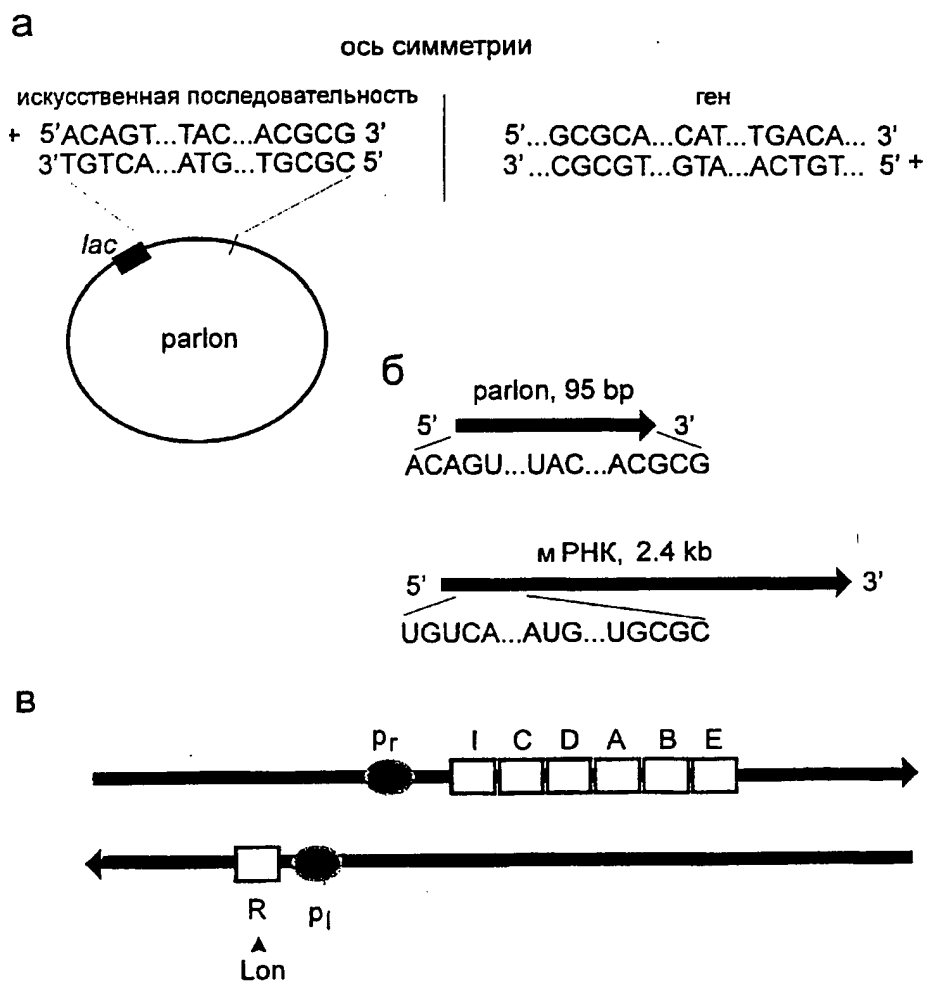 а
ось симметрии
искусственная последовательность
ген
+ 5'ACAGT...TAC...ACGCG 3'
3'TGTCA...ATG...TGCGC 5'
5'...GCGCA...CAT...TGACA... 3'
3'...CGCGT...GTA...ACTGT... 5' +
lac
parlon
б
parlon, 95 bp
5' 3'
ACAGU...UAC...ACGCG
мРНК, 2.4 kb
5' 3'
UGUCA...AUG...UGCGC
в
pr I C D A B E
R pl
Lon